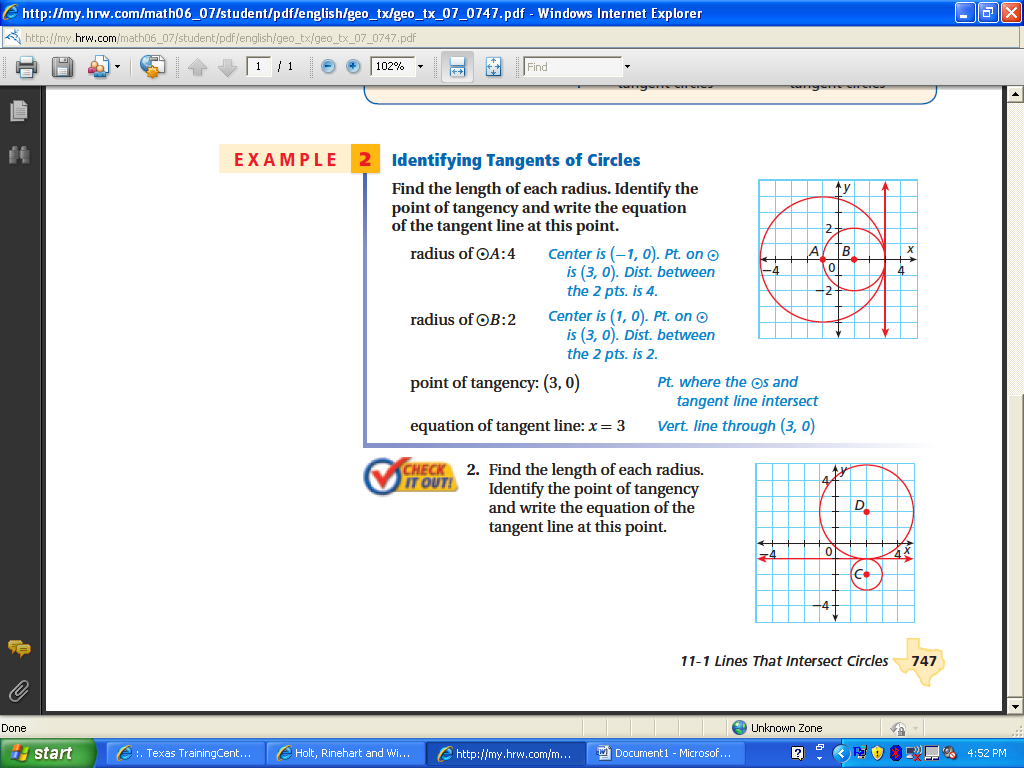 http://my.hrw.com/math06_07/student/pdf/english/geo_tx/geo_tx_07_0747.pdf - Windows Internet Explorer
http://my.hrw.com/math06_07/student/pdf/english/geo_tx/geo_tx_07_0747.pdf
1 / 1 102% Find
tangent circles tangent circles
EXAMPLE 2 Identifying Tangents of Circles
Find the length of each radius. Identify the
point of tangency and write the equation
of the tangent line at this point.
radius of ⊙A: 4 Center is (−1, 0). Pt. on ⊙
is (3, 0). Dist. between
the 2 pts. is 4.
radius of ⊙B: 2 Center is (1, 0). Pt. on ⊙
is (3, 0). Dist. between
the 2 pts. is 2.
point of tangency: (3, 0) Pt. where the ⊙s and
tangent line intersect
equation of tangent line: x = 3 Vert. line through (3, 0)
y
2
A B x
−4 0 4
−2
CHECK
IT OUT!
2. Find the length of each radius.
Identify the point of tangency
and write the equation of the
tangent line at this point.
4 y
D
−4 0 4 x
C
−4
11-1 Lines That Intersect Circles 747
Done Unknown Zone
start :. Texas TrainingCent... Holt, Rinehart and Wi... http://my.hrw.com/m... Document1 - Microsof... 4:52 PM